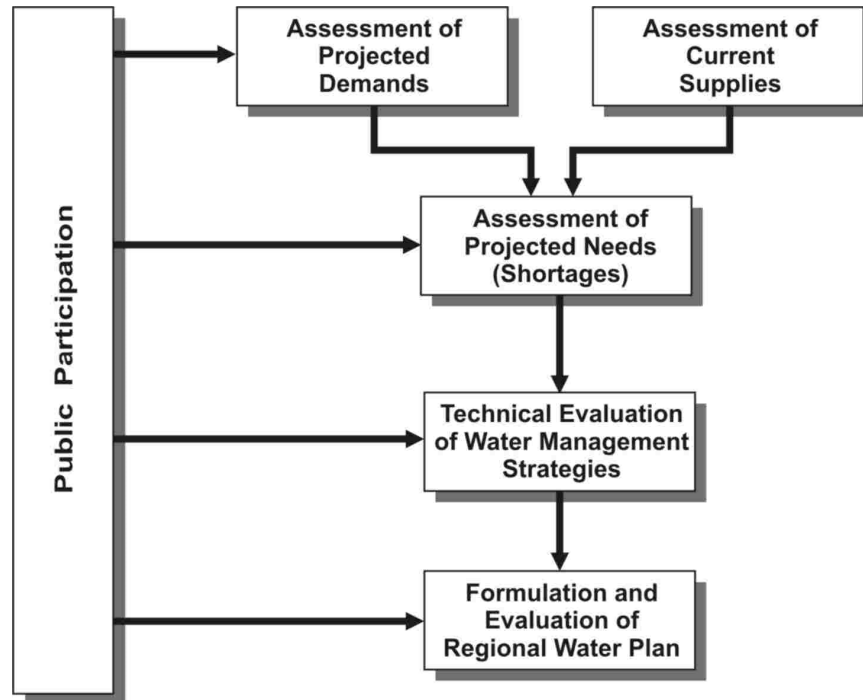 Public Participation
Assessment of
Projected
Demands
Assessment of
Current
Supplies
Assessment of
Projected Needs
(Shortages)
Technical Evaluation
of Water Management
Strategies
Formulation and
Evaluation of
Regional Water Plan